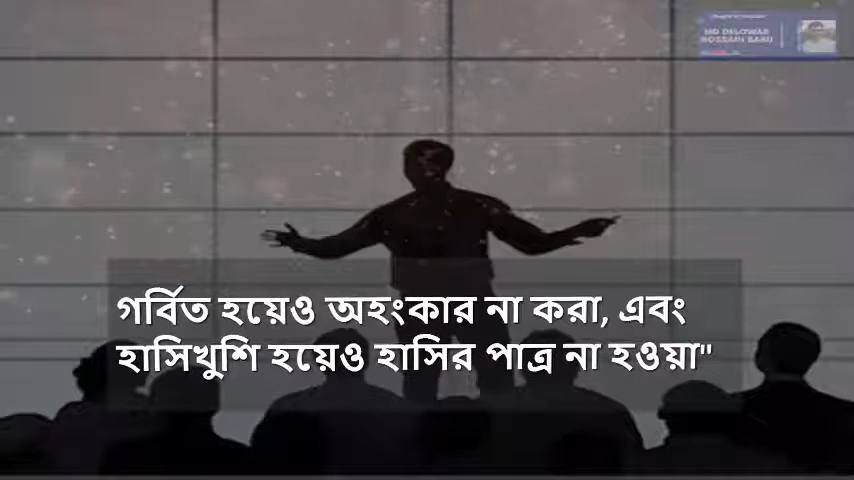 MD DELOWAR
HOSSAIN BABU
গর্বিত হয়েও অহংকার না করা, এবং
হাসিখুশি হয়েও হাসির পাত্র না হওয়া"